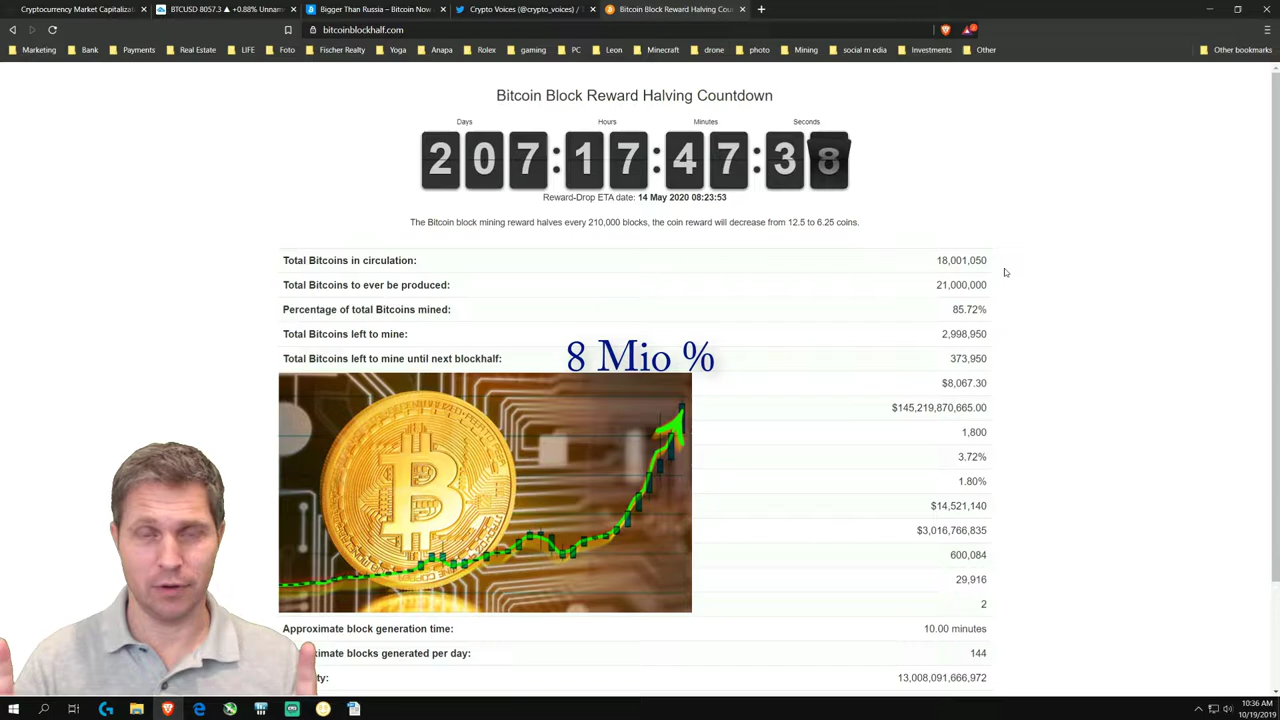 Cryptocurrency Market Capitaliza
BTCUSD 8057.3 ▲ +0.88% Unnam
Bigger Than Russia – Bitcoin Now
Crypto Voices (@crypto_voices) /
Bitcoin Block Reward Halving Coun
bitcoinblockhalf.com
Marketing Bank Payments Real Estate LIFE Foto Fischer Realty Yoga Anapa Rolex gaming PC Leon Minecraft drone photo Mining social m edia Investments Other Other bookmarks
Bitcoin Block Reward Halving Countdown
Days Hours Minutes Seconds
207:17:47:38
Reward-Drop ETA date: 14 May 2020 08:23:53
The Bitcoin block mining reward halves every 210,000 blocks, the coin reward will decrease from 12.5 to 6.25 coins.
Total Bitcoins in circulation: 18,001,050
Total Bitcoins to ever be produced: 21,000,000
Percentage of total Bitcoins mined: 85.72%
Total Bitcoins left to mine: 2,998,950
Total Bitcoins left to mine until next blockhalf: 373,950
8 Mio %
$8,067.30
$145,219,870,665.00
1,800
3.72%
1.80%
$14,521,140
$3,016,766,835
600,084
29,916
2
Approximate block generation time: 10.00 minutes
ximate blocks generated per day: 144
ty: 13,008,091,666,972
10:36 AM
10/19/2019